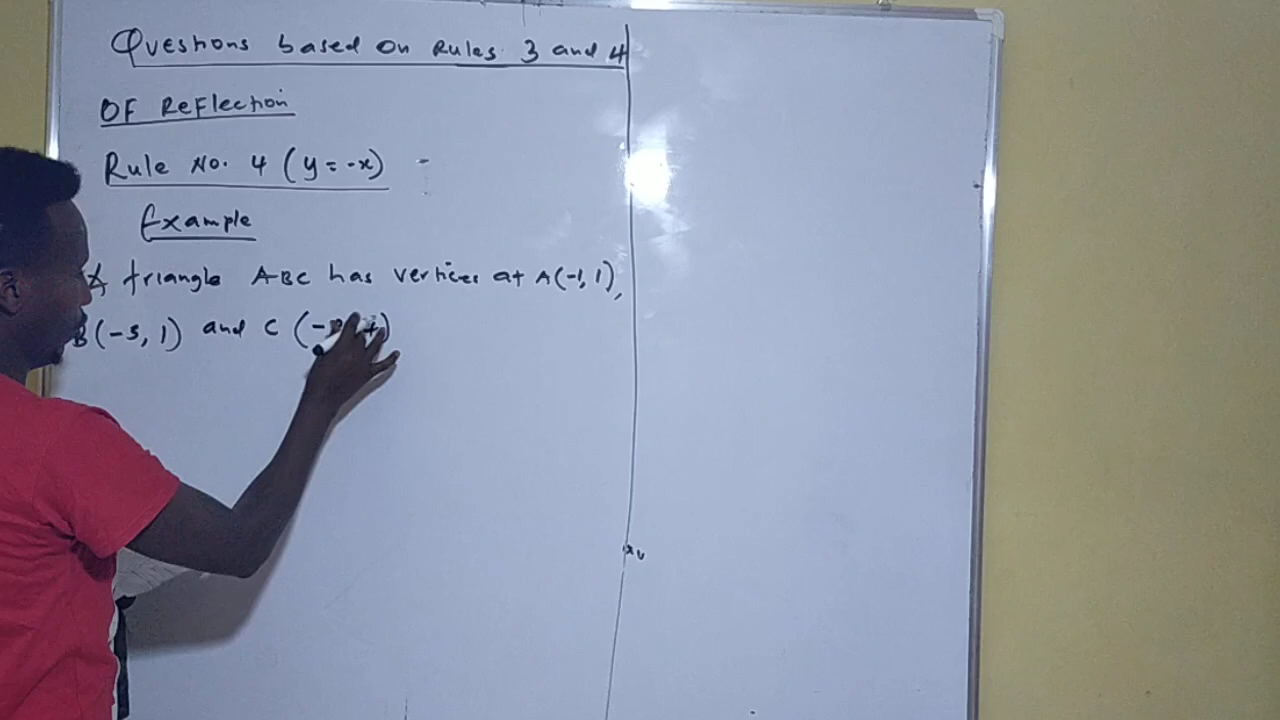 Questions based on Rules 3 and 4
OF Reflection
Rule No. 4 (y = -x)
Example
A triangle ABC has vertices at A(-1, 1),
B(-5, 1) and C (-